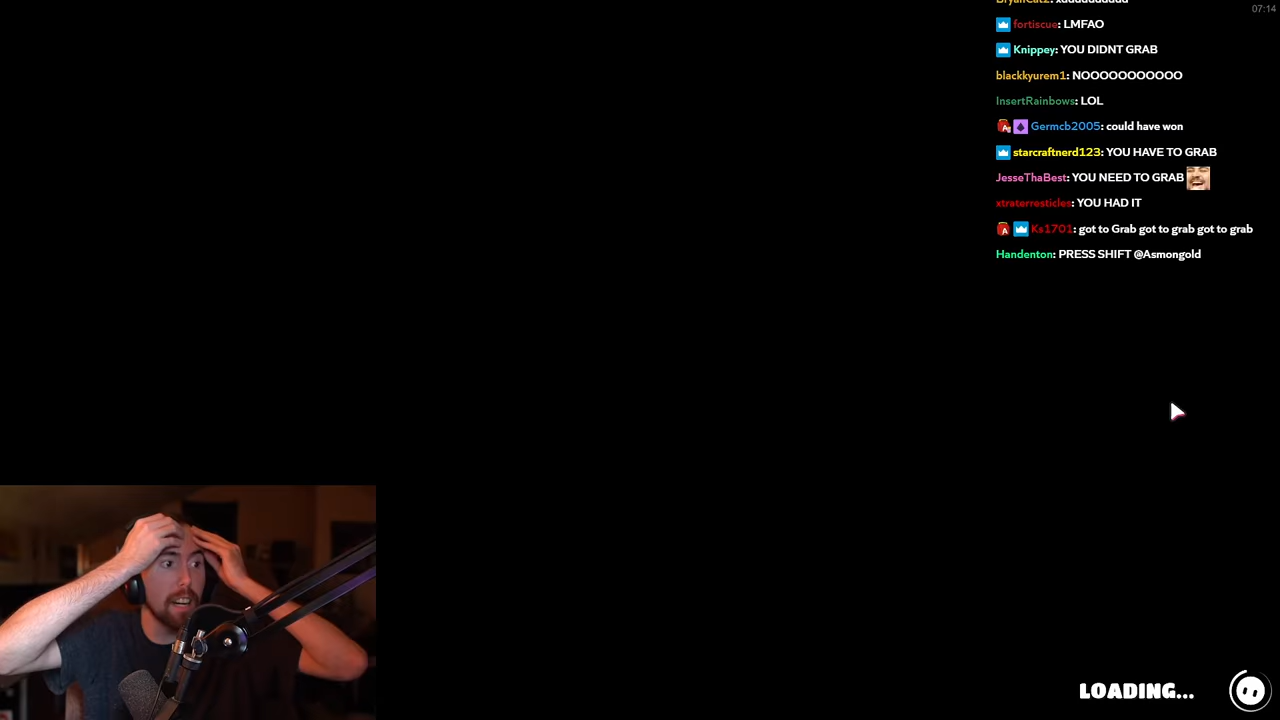 07:14
fortiscue: LMFAO
Knippey: YOU DIDNT GRAB
blackkyurem1: NOOOOOOOOOOO
InsertRainbows: LOL
Germcb2005: could have won
starcraftnerd123: YOU HAVE TO GRAB
JesseThaBest: YOU NEED TO GRAB
xtraterresticles: YOU HAD IT
Ks1701: got to Grab got to grab got to grab
Handenton: PRESS SHIFT @Asmongold
LOADING...